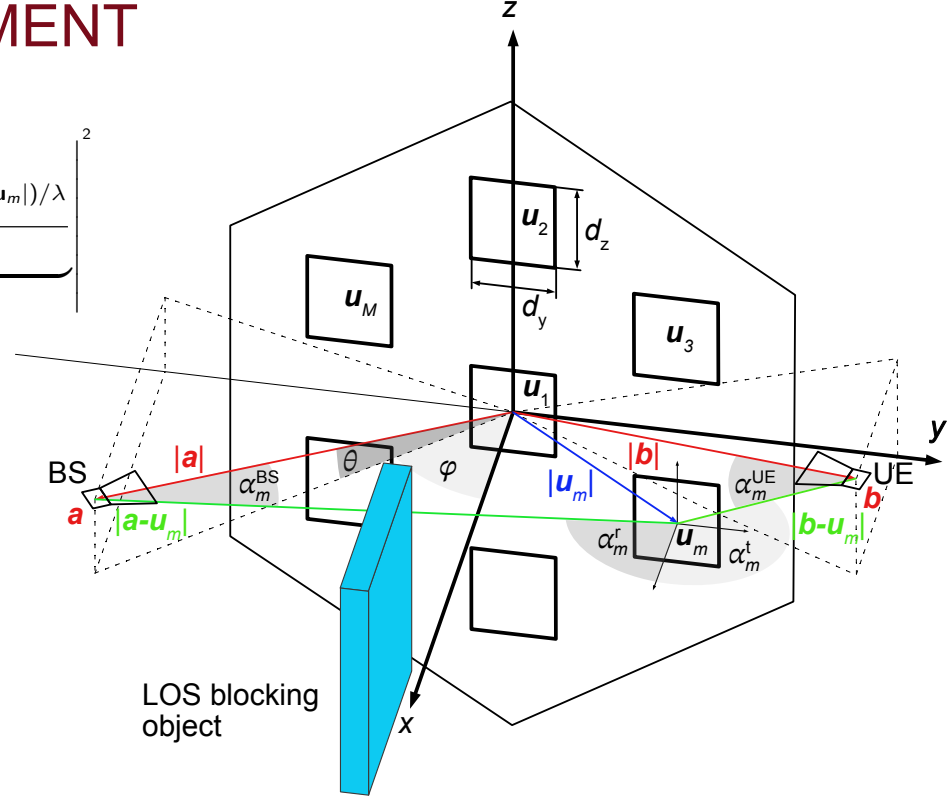 MENT
2
u_m|)/λ
z
u_2
d_z
u_M
d_y
u_3
u_1
y
BS
|a|
θ
φ
|b|
α_m^BS
|u_m|
α_m^UE
UE
a
b
|a-u_m|
|b-u_m|
α_m^r
u_m
α_m^t
LOS blocking
object
x